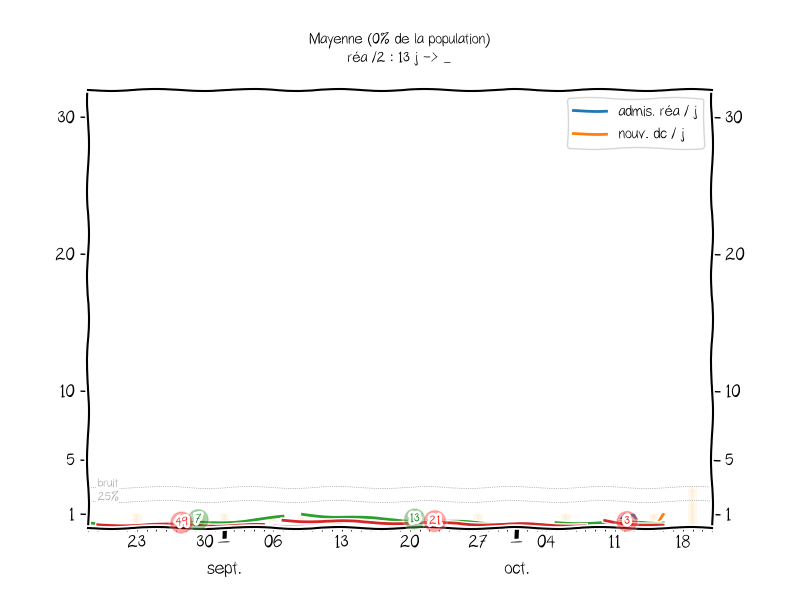 Mayenne (0% de la population)
réa /2 : 13 j -> _
30 30
admis. réa / j
nouv. dc / j
20 20
10 10
5 5
bruit
25%
1 49 7 13 21 3 1
23 30 06 13 20 27 04 11 18
sept. oct.